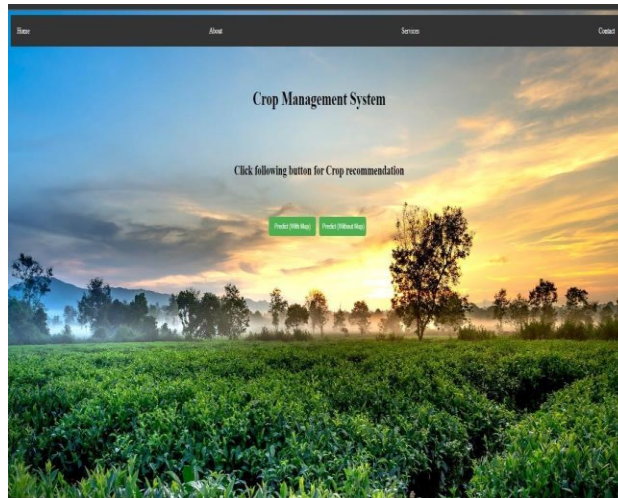 Home About Services Contact
Crop Management System
Click following button for Crop recommendation
Predict (With Map) Predict (Without Map)